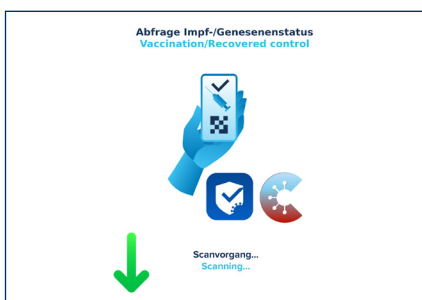 Abfrage Impf-/Genesenenstatus
Vaccination/Recovered control
Scanvorgang...
Scanning...